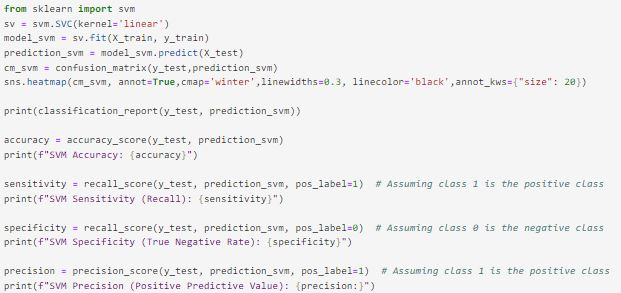 from sklearn import svm
sv = svm.SVC(kernel='linear')
model_svm = sv.fit(X_train, y_train)
prediction_svm = model_svm.predict(X_test)
cm_svm = confusion_matrix(y_test,prediction_svm)
sns.heatmap(cm_svm, annot=True,cmap='winter',linewidths=0.3, linecolor='black',annot_kws={"size": 20})
print(classification_report(y_test, prediction_svm))
accuracy = accuracy_score(y_test, prediction_svm)
print(f"SVM Accuracy: {accuracy}")
sensitivity = recall_score(y_test, prediction_svm, pos_label=1)  # Assuming class 1 is the positive class
print(f"SVM Sensitivity (Recall): {sensitivity}")
specificity = recall_score(y_test, prediction_svm, pos_label=0)  # Assuming class 0 is the negative class
print(f"SVM Specificity (True Negative Rate): {specificity}")
precision = precision_score(y_test, prediction_svm, pos_label=1)  # Assuming class 1 is the positive class
print(f"SVM Precision (Positive Predictive Value): {precision:}")